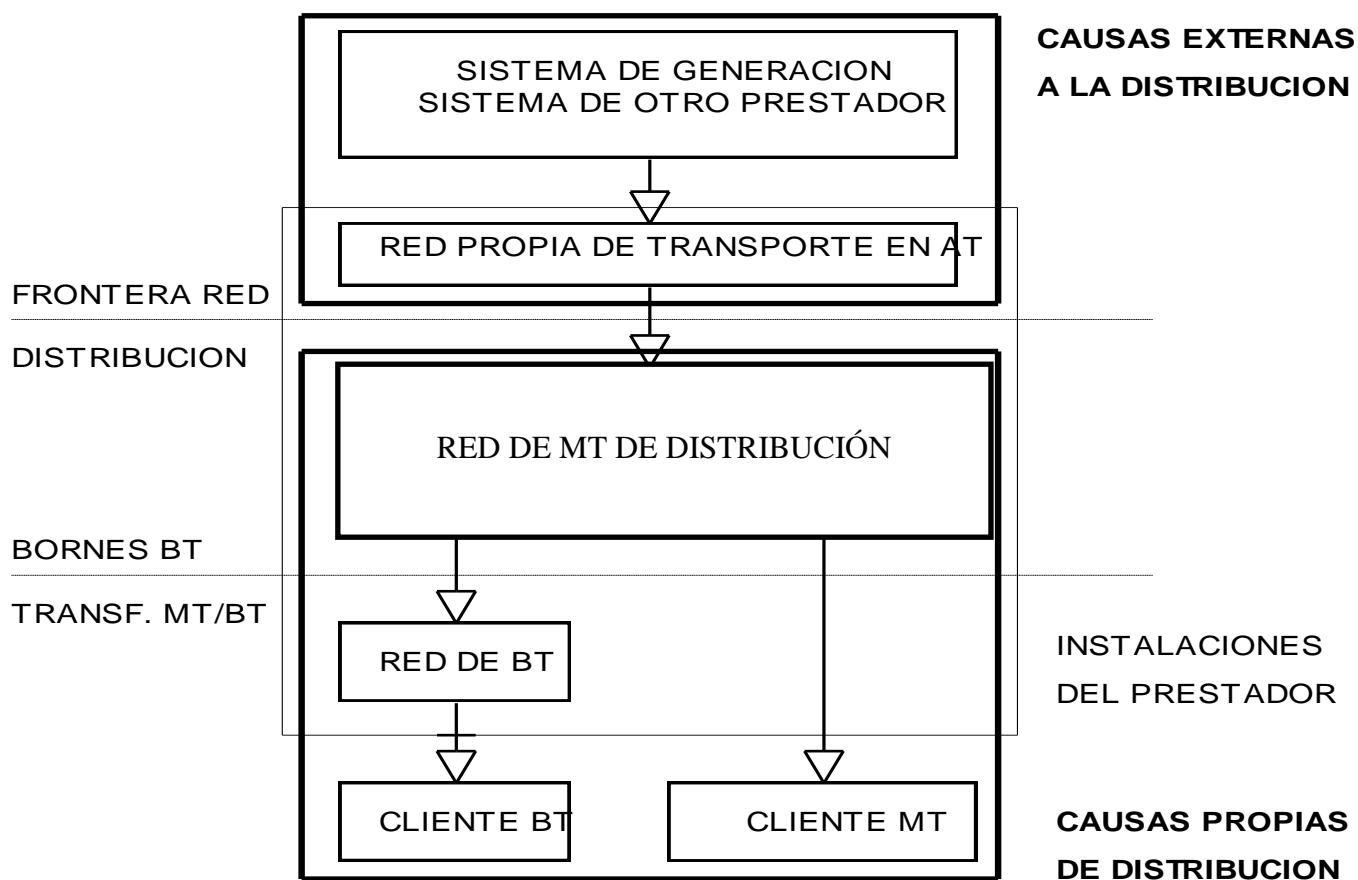 CAUSAS EXTERNAS
A LA DISTRIBUCION
SISTEMA DE GENERACION
SISTEMA DE OTRO PRESTADOR
RED PROPIA DE TRANSPORTE EN AT
FRONTERA RED
DISTRIBUCION
RED DE MT DE DISTRIBUCIÓN
BORNES BT
TRANSF. MT/BT
RED DE BT
INSTALACIONES
DEL PRESTADOR
CLIENTE BT
CLIENTE MT
CAUSAS PROPIAS
DE DISTRIBUCION